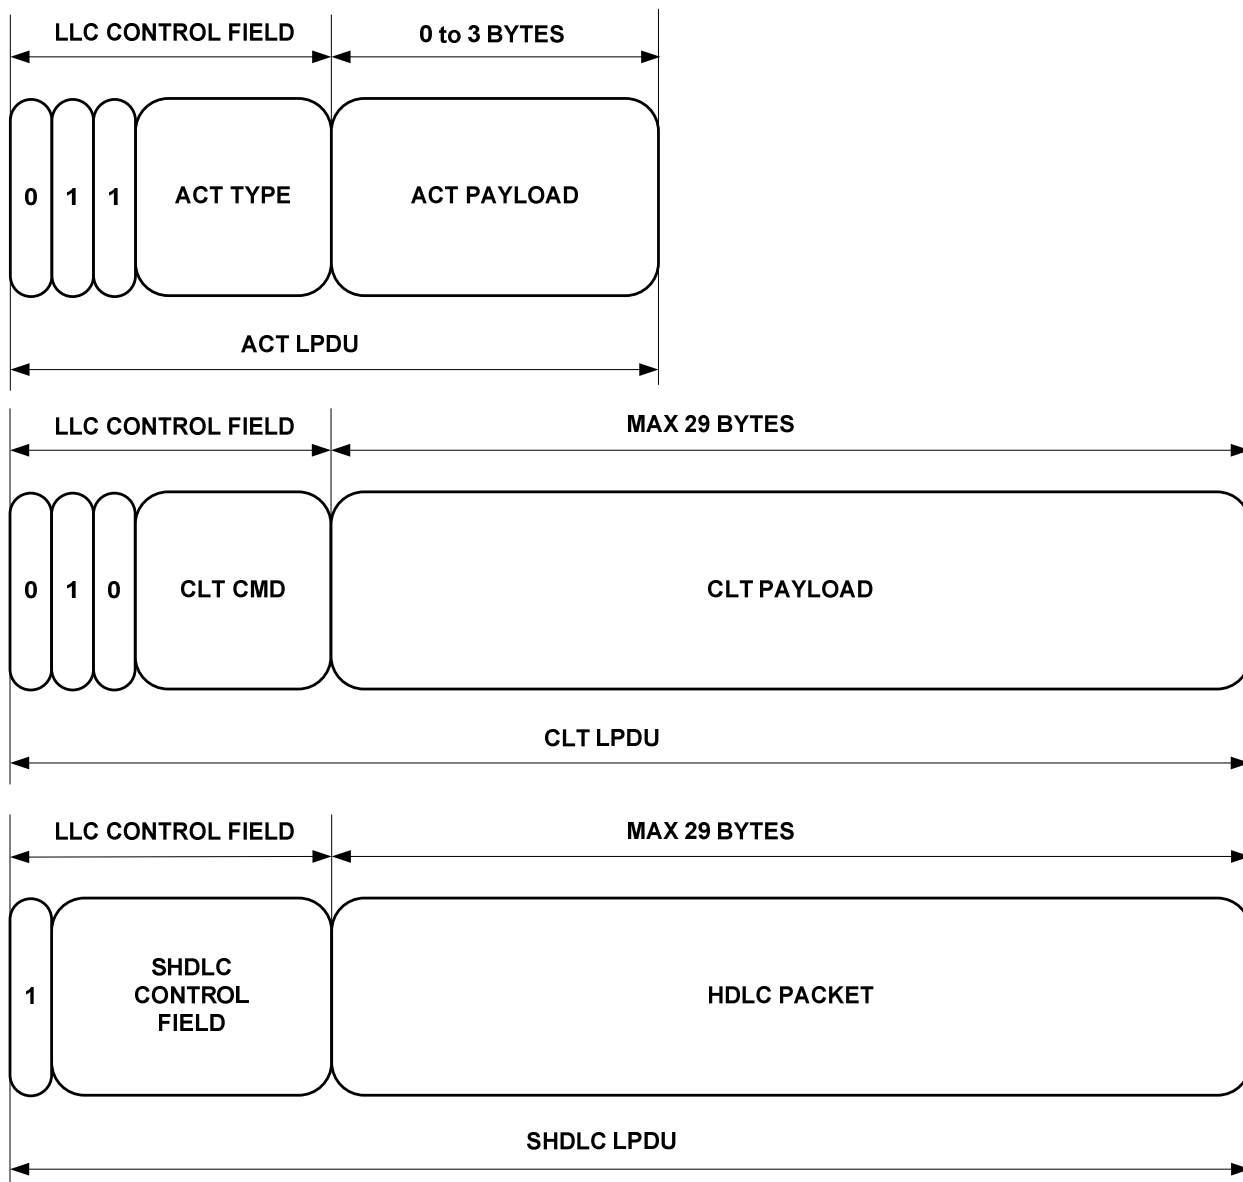 LLC CONTROL FIELD
0 to 3 BYTES
0
1
1
ACT TYPE
ACT PAYLOAD
ACT LPDU
LLC CONTROL FIELD
MAX 29 BYTES
0
1
0
CLT CMD
CLT PAYLOAD
CLT LPDU
LLC CONTROL FIELD
MAX 29 BYTES
1
SHDLC
CONTROL
FIELD
HDLC PACKET
SHDLC LPDU